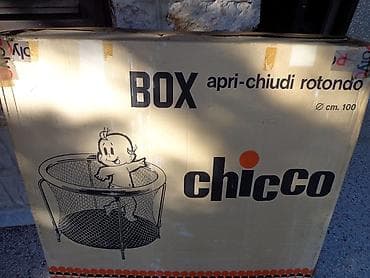 BOX apri-chiudi rotondo
⌀ cm. 100
chicco